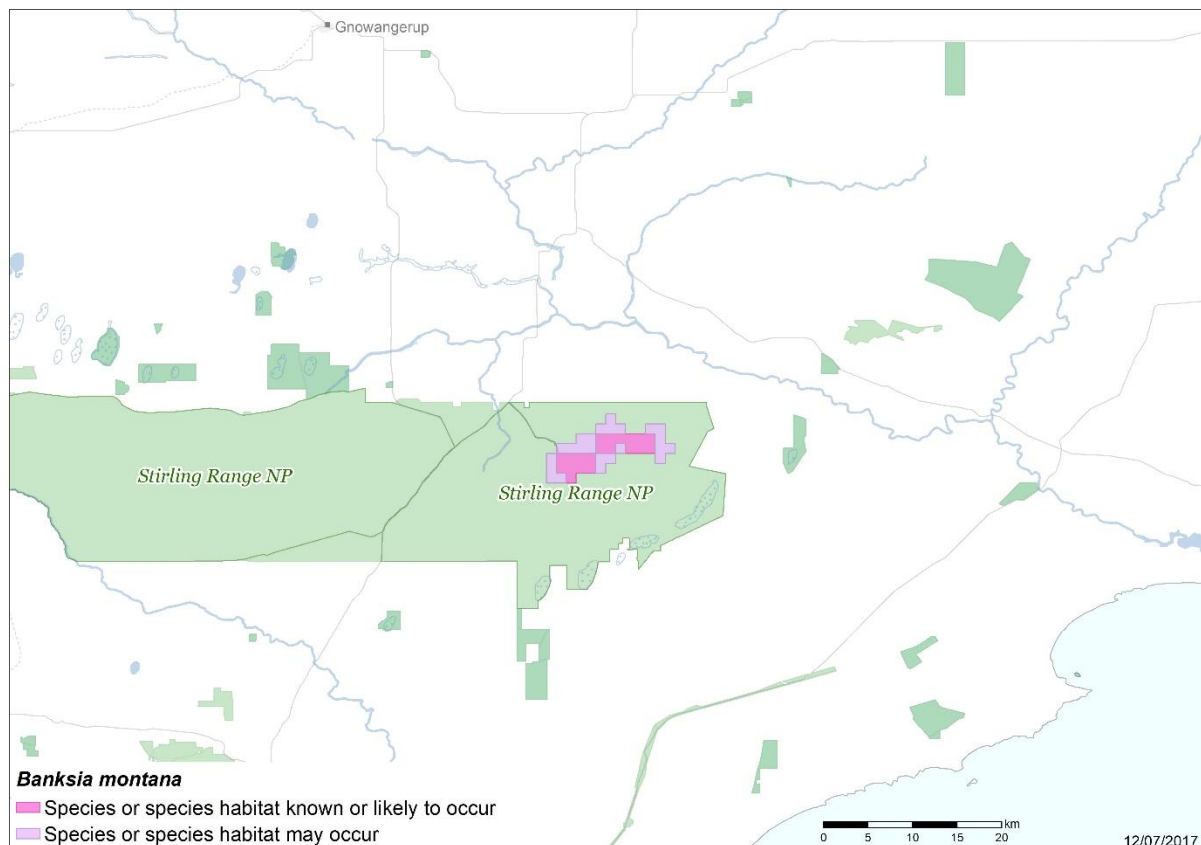 Gnowangerup
Stirling Range NP
Stirling Range NP
Banksia montana
Species or species habitat known or likely to occur
Species or species habitat may occur
km
0 5 10 15 20
12/07/2017